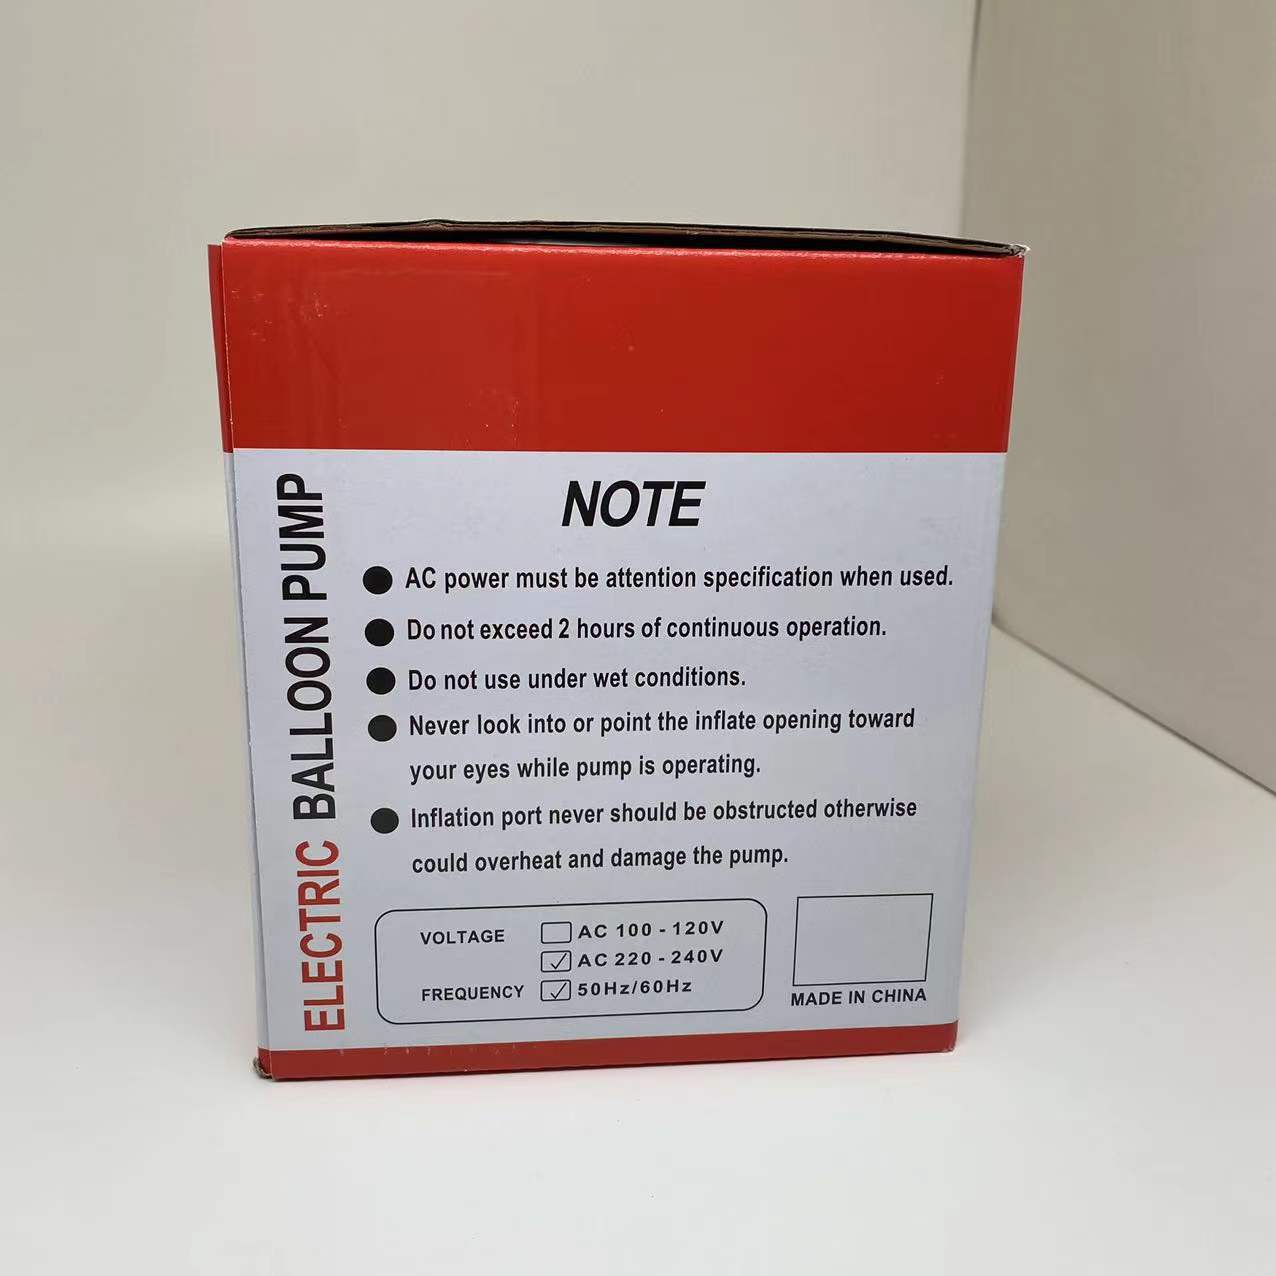 ELECTRIC BALLOON PUMP
NOTE
AC power must be attention specification when used.
Do not exceed 2 hours of continuous operation.
Do not use under wet conditions.
Never look into or point the inflate opening toward
your eyes while pump is operating.
Inflation port never should be obstructed otherwise
could overheat and damage the pump.
VOLTAGE AC 100 - 120V
AC 220 - 240V
FREQUENCY 50Hz/60Hz
MADE IN CHINA